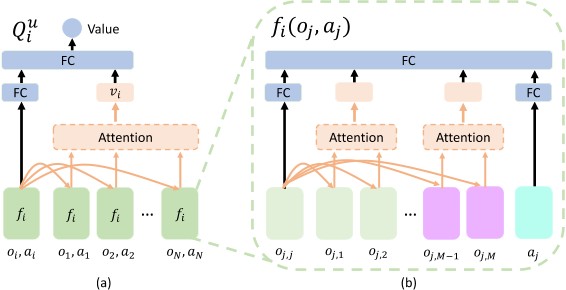 Q_i^u
Value
FC
FC
v_i
Attention
f_i
f_i
f_i
...
f_i
o_i, a_i
o_1, a_1
o_2, a_2
o_N, a_N
(a)
f_i(o_j, a_j)
FC
FC
FC
Attention
Attention
...
o_{j,j}
o_{j,1}
o_{j,2}
o_{j,M-1}
o_{j,M}
a_j
(b)